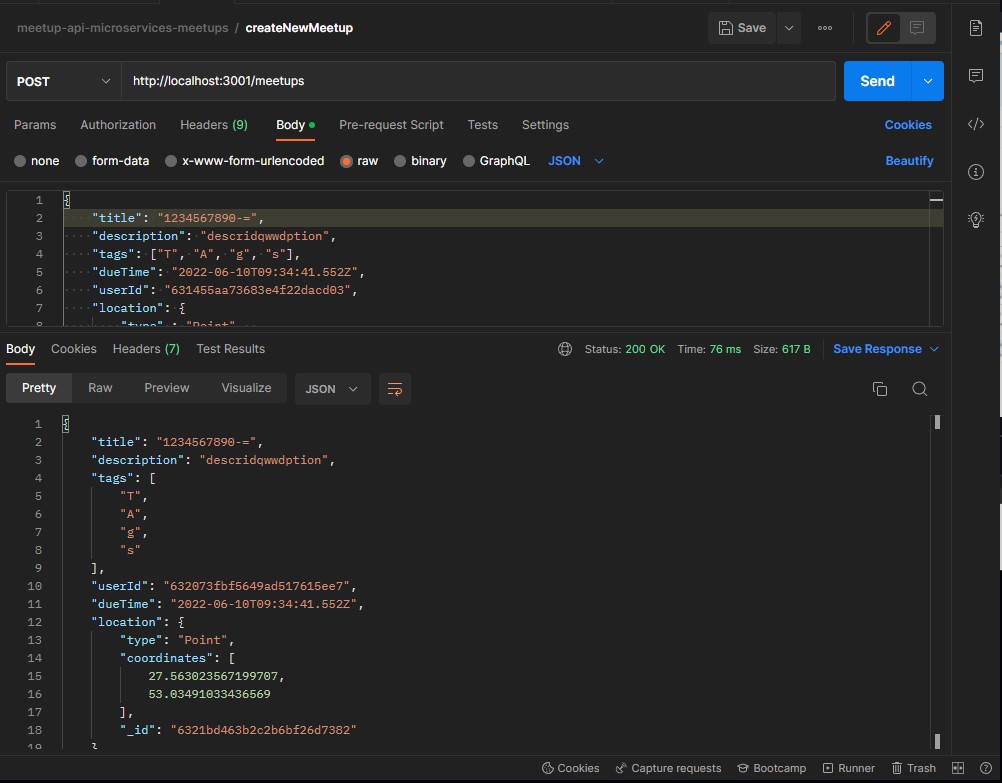 meetup-api-microservices-meetups / createNewMeetup
Save
POST
http://localhost:3001/meetups
Send
Params Authorization Headers (9) Body Pre-request Script Tests Settings Cookies
none form-data x-www-form-urlencoded raw binary GraphQL JSON Beautify
1 {
2 "title": "1234567890-=",
3 "description": "descridqwwdption",
4 "tags": ["T", "A", "g", "s"],
5 "dueTime": "2022-06-10T09:34:41.552Z",
6 "userId": "631455aa73683e4f22dacd03",
7 "location": {
8 "type" : "Point",
Body Cookies Headers (7) Test Results Status: 200 OK Time: 76 ms Size: 617 B Save Response
Pretty Raw Preview Visualize JSON
1 {
2 "title": "1234567890-=",
3 "description": "descridqwwdption",
4 "tags": [
5 "T",
6 "A",
7 "g",
8 "s"
9 ],
10 "userId": "632073fbf5649ad517615ee7",
11 "dueTime": "2022-06-10T09:34:41.552Z",
12 "location": {
13 "type": "Point",
14 "coordinates": [
15 27.563023567199707,
16 53.03491033436569
17 ],
18 "_id": "6321bd463b2c2b6bf26d7382"
19 }
Cookies Capture requests Bootcamp Runner Trash